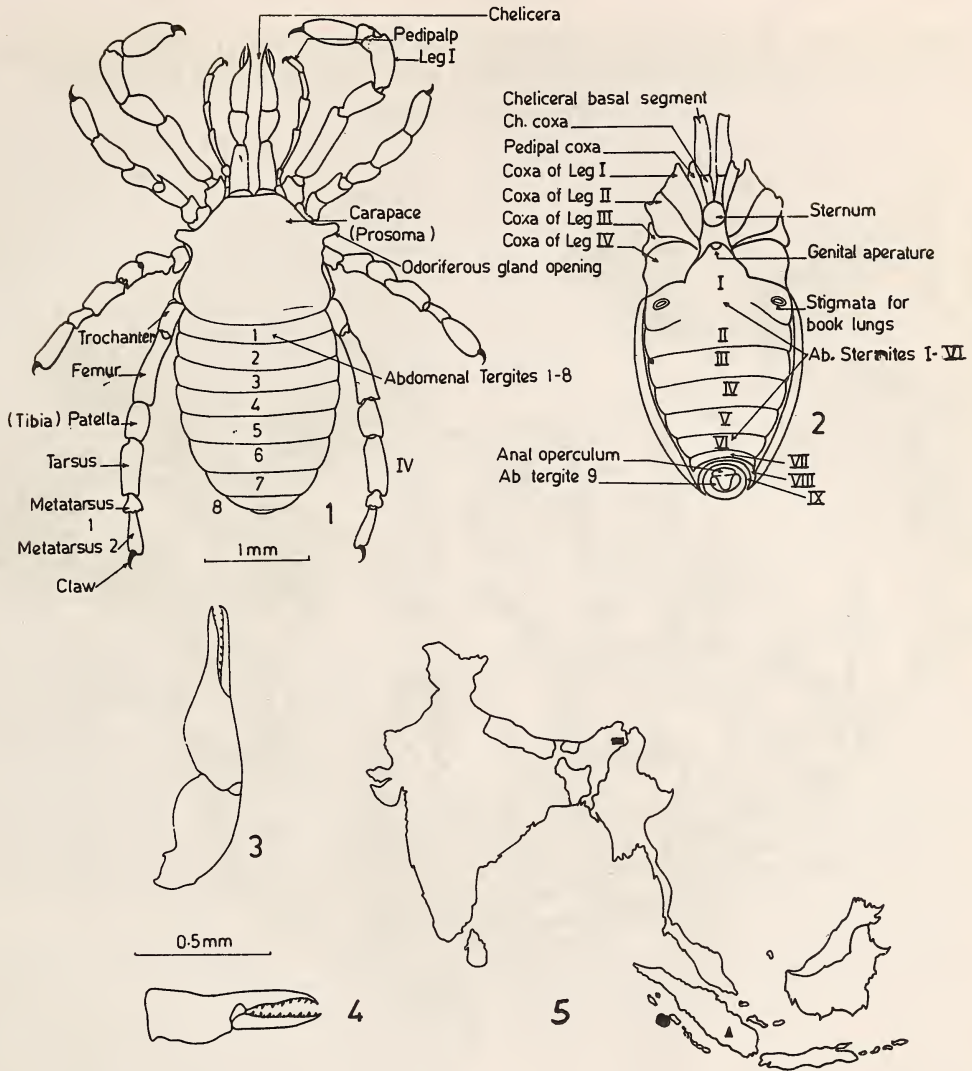 Chelicera
Pedipalp
Leg I
Carapace
(Prosoma)
Odoriferous gland opening
Trochanter
Femur
(Tibia) Patella
Tarsus
Metatarsus
1
Metatarsus 2
Claw
1
2
3
4
5
6
7
8
Abdomenal Tergites 1-8
IV
1
1mm
Cheliceral basal segment
Ch. coxa
Pedipal coxa
Coxa of Leg I
Coxa of Leg II
Coxa of Leg III
Coxa of Leg IV
Sternum
Genital aperature
Stigmata for
book lungs
Ab. Sternites I-VI
I
II
III
IV
V
VI
VII
VIII
IX
Anal operculum
Ab tergite 9
2
3
0.5mm
4
5